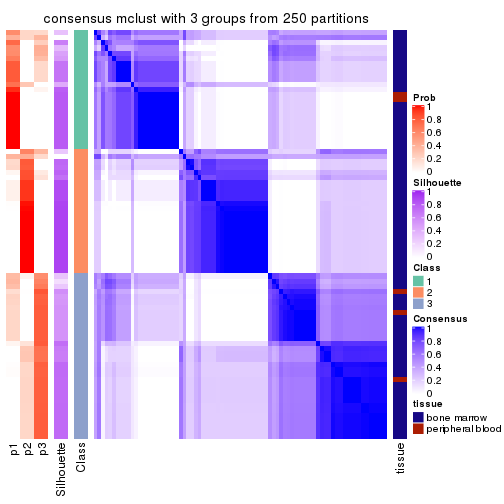 consensus mclust with 3 groups from 250 partitions
Prob
1
0.8
0.6
0.4
0.2
0
Silhouette
1
0.8
0.6
0.4
0.2
0
Class
1
2
3
Consensus
1
0.8
0.6
0.4
0.2
0
tissue
bone marrow
peripheral blood
p1
p2
p3
Silhouette
Class
tissue